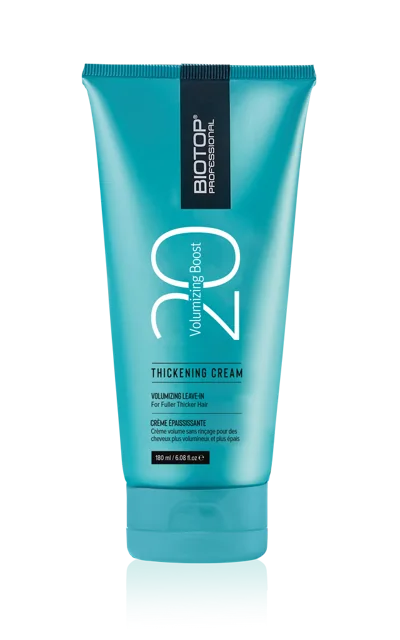 BIOTOP®
PROFESSIONAL
20
Volumizing Boost
THICKENING CREAM
VOLUMIZING LEAVE-IN
For Fuller Thicker Hair
CRÈME ÉPAISSISSANTE
Crème volume sans rinçage pour des
cheveux plus volumineux et plus épais
180 ml / 6.08 fl.oz ℮